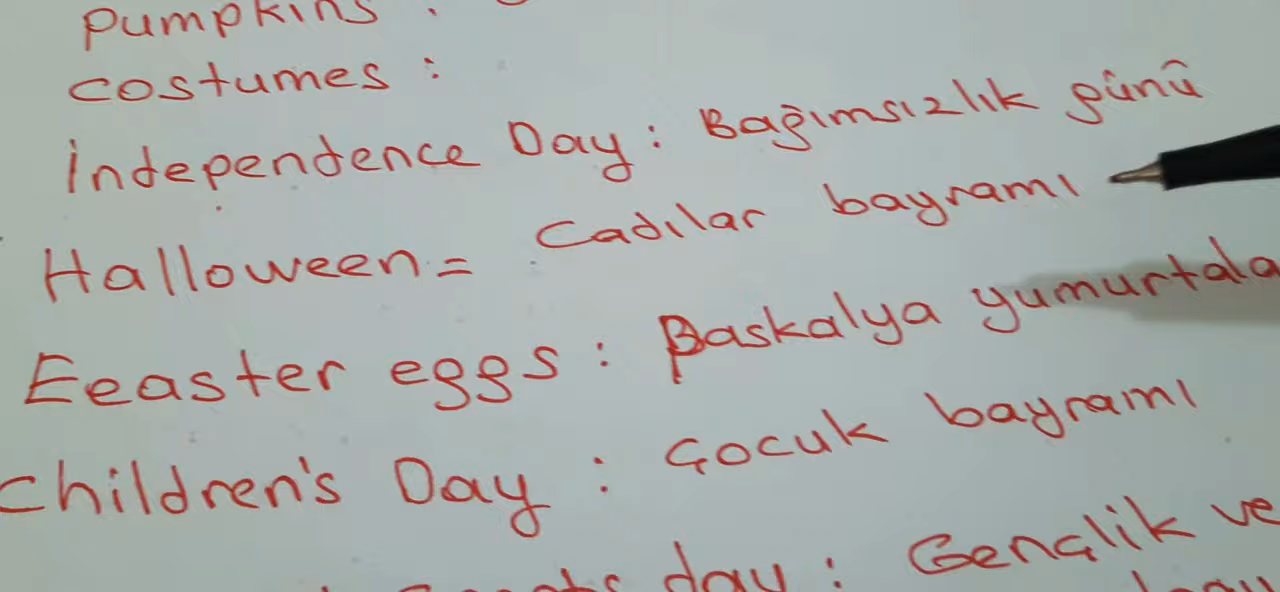 Pumpkins :
costumes :
independence Day : Bağımsızlık günü
Halloween = Cadılar bayramı
Eeaster eggs : Baskalya yumurtala
children's Day : Çocuk bayramı
day : Gençlik ve